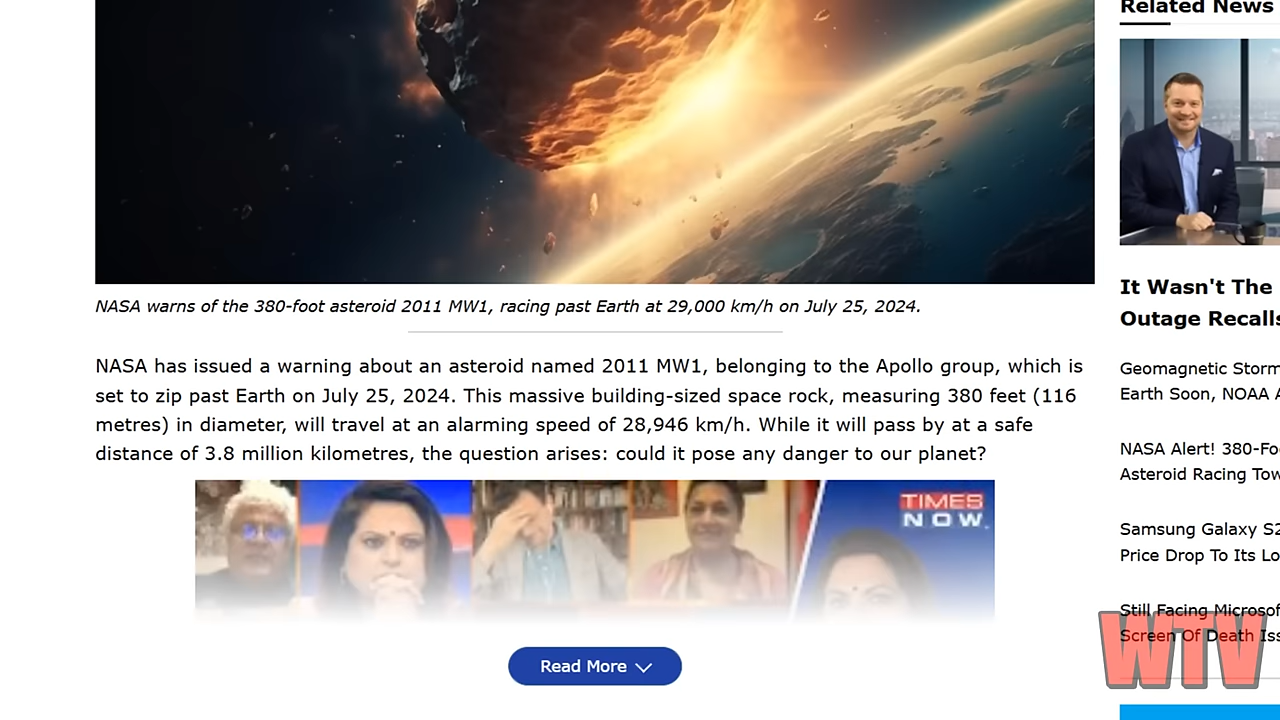 Related News
NASA warns of the 380-foot asteroid 2011 MW1, racing past Earth at 29,000 km/h on July 25, 2024.
NASA has issued a warning about an asteroid named 2011 MW1, belonging to the Apollo group, which is
set to zip past Earth on July 25, 2024. This massive building-sized space rock, measuring 380 feet (116
metres) in diameter, will travel at an alarming speed of 28,946 km/h. While it will pass by at a safe
distance of 3.8 million kilometres, the question arises: could it pose any danger to our planet?
TIMES
NOW.
Read More
It Wasn't The
Outage Recalls
Geomagnetic Storm
Earth Soon, NOAA A
NASA Alert! 380-Fo
Asteroid Racing Tow
Samsung Galaxy S2
Price Drop To Its Lo
Still Facing Microsof
Screen Of Death Iss
WTV